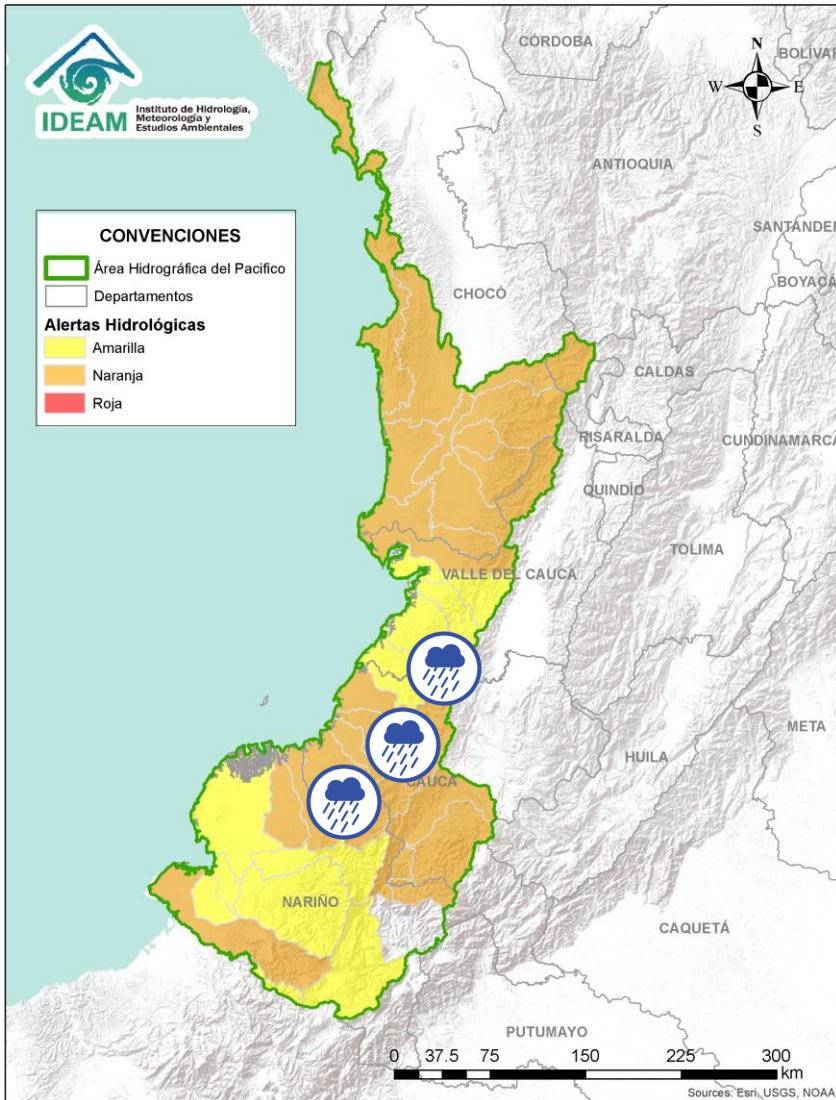 IDEAM
Instituto de Hidrología,
Meteorología y
Estudios Ambientales
CÓRDOBA
BOLÍVAR
N
W
E
S
ANTIOQUIA
CONVENCIONES
Área Hidrográfica del Pacifico
Departamentos
Alertas Hidrológicas
Amarilla
Naranja
Roja
SANTANDER
BOYACÁ
CHOCÓ
CALDAS
RISARALDA
CUNDINAMARCA
QUINDÍO
TOLIMA
VALLE DEL CAUCA
META
HUILA
CAUCA
NARIÑO
CAQUETÁ
PUTUMAYO
0 37.5 75 150 225 300
km
Sources: Esri, USGS, NOAA